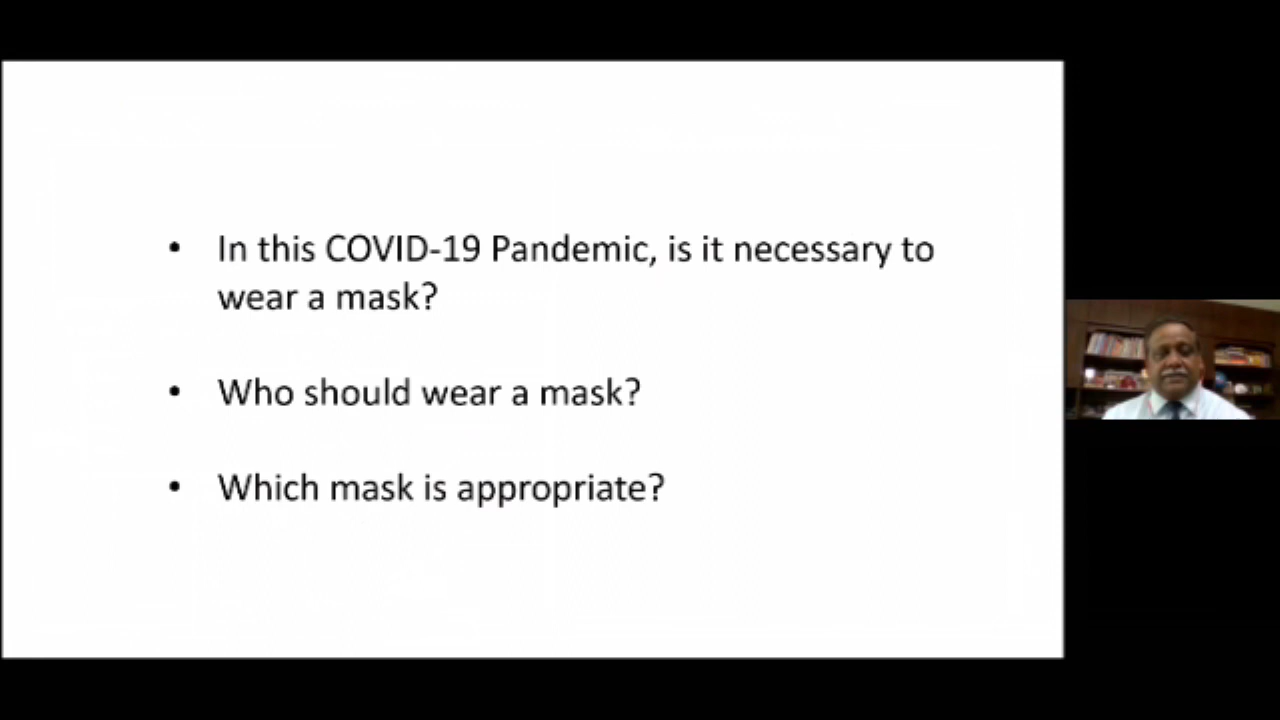 • In this COVID-19 Pandemic, is it necessary to
wear a mask?
• Who should wear a mask?
• Which mask is appropriate?